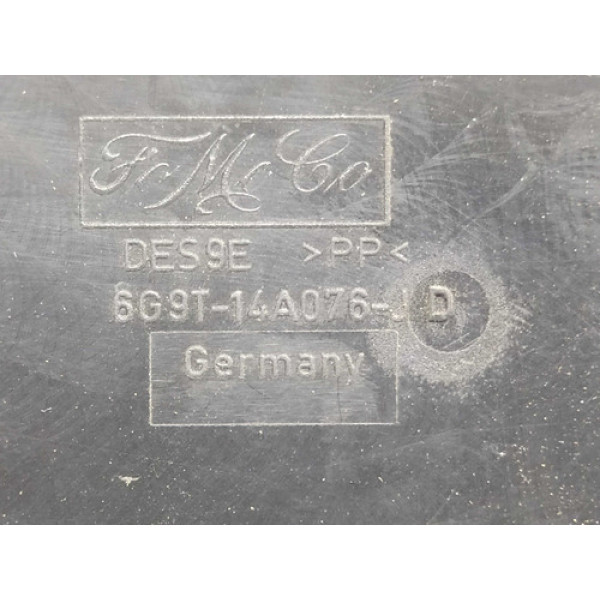 FoMoCo.
DES9E >PP<
6G9T-14A076-JD
Germany